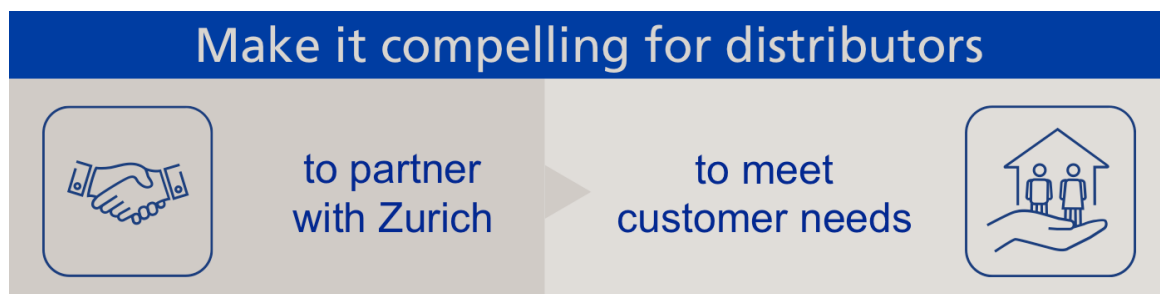 Make it compelling for distributors
to partner
with Zurich
to meet
customer needs